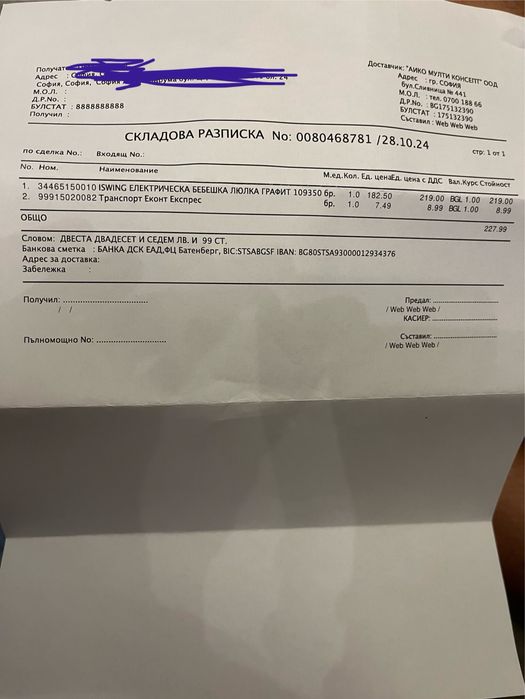 Получат
Адрес : София,
София, София, София
М.О.Л. :
Д.Р.No. :
БУЛСТАТ : 8888888888
Получил :
Доставчик: "АИКО МУЛТИ КОНСЕПТ" ООД
Адрес : гр. СОФИЯ
бул.Сливница № 441
М.О.Л. : тел. 0700 188 66
Д.Р.No. : BG175132390
БУЛСТАТ : 175132390
Съставил : Web Web Web
СКЛАДОВА РАЗПИСКА No: 0080468781 /28.10.24
стр: 1 от 1
по сделка No.: Входящ No.:
No. Ном. Наименование М.ед.Кол. Ед. ценаЕд. цена с ДДС Вал.Курс Стойност
1. 34465150010 ISWING ЕЛЕКТРИЧЕСКА БЕБЕШКА ЛЮЛКА ГРАФИТ 109350 бр. 1.0 182.50 219.00 BGL 1.00 219.00
2. 99915020082 Транспорт Еконт Експрес бр. 1.0 7.49 8.99 BGL 1.00 8.99
ОБЩО 227.99
Словом: ДВЕСТА ДВАДЕСЕТ И СЕДЕМ ЛВ. И 99 СТ.
Банкова сметка : БАНКА ДСК ЕАД,ФЦ Батенберг, BIC:STSABGSF IBAN: BG80STSA93000012934376
Адрес за доставка:
Забележка :
Получил: ........................
/ /
Пълномощно No: ....................
Предал: ....................
/ Web Web Web /
КАСИЕР: ....................
Съставил: ....................
/ Web Web Web /